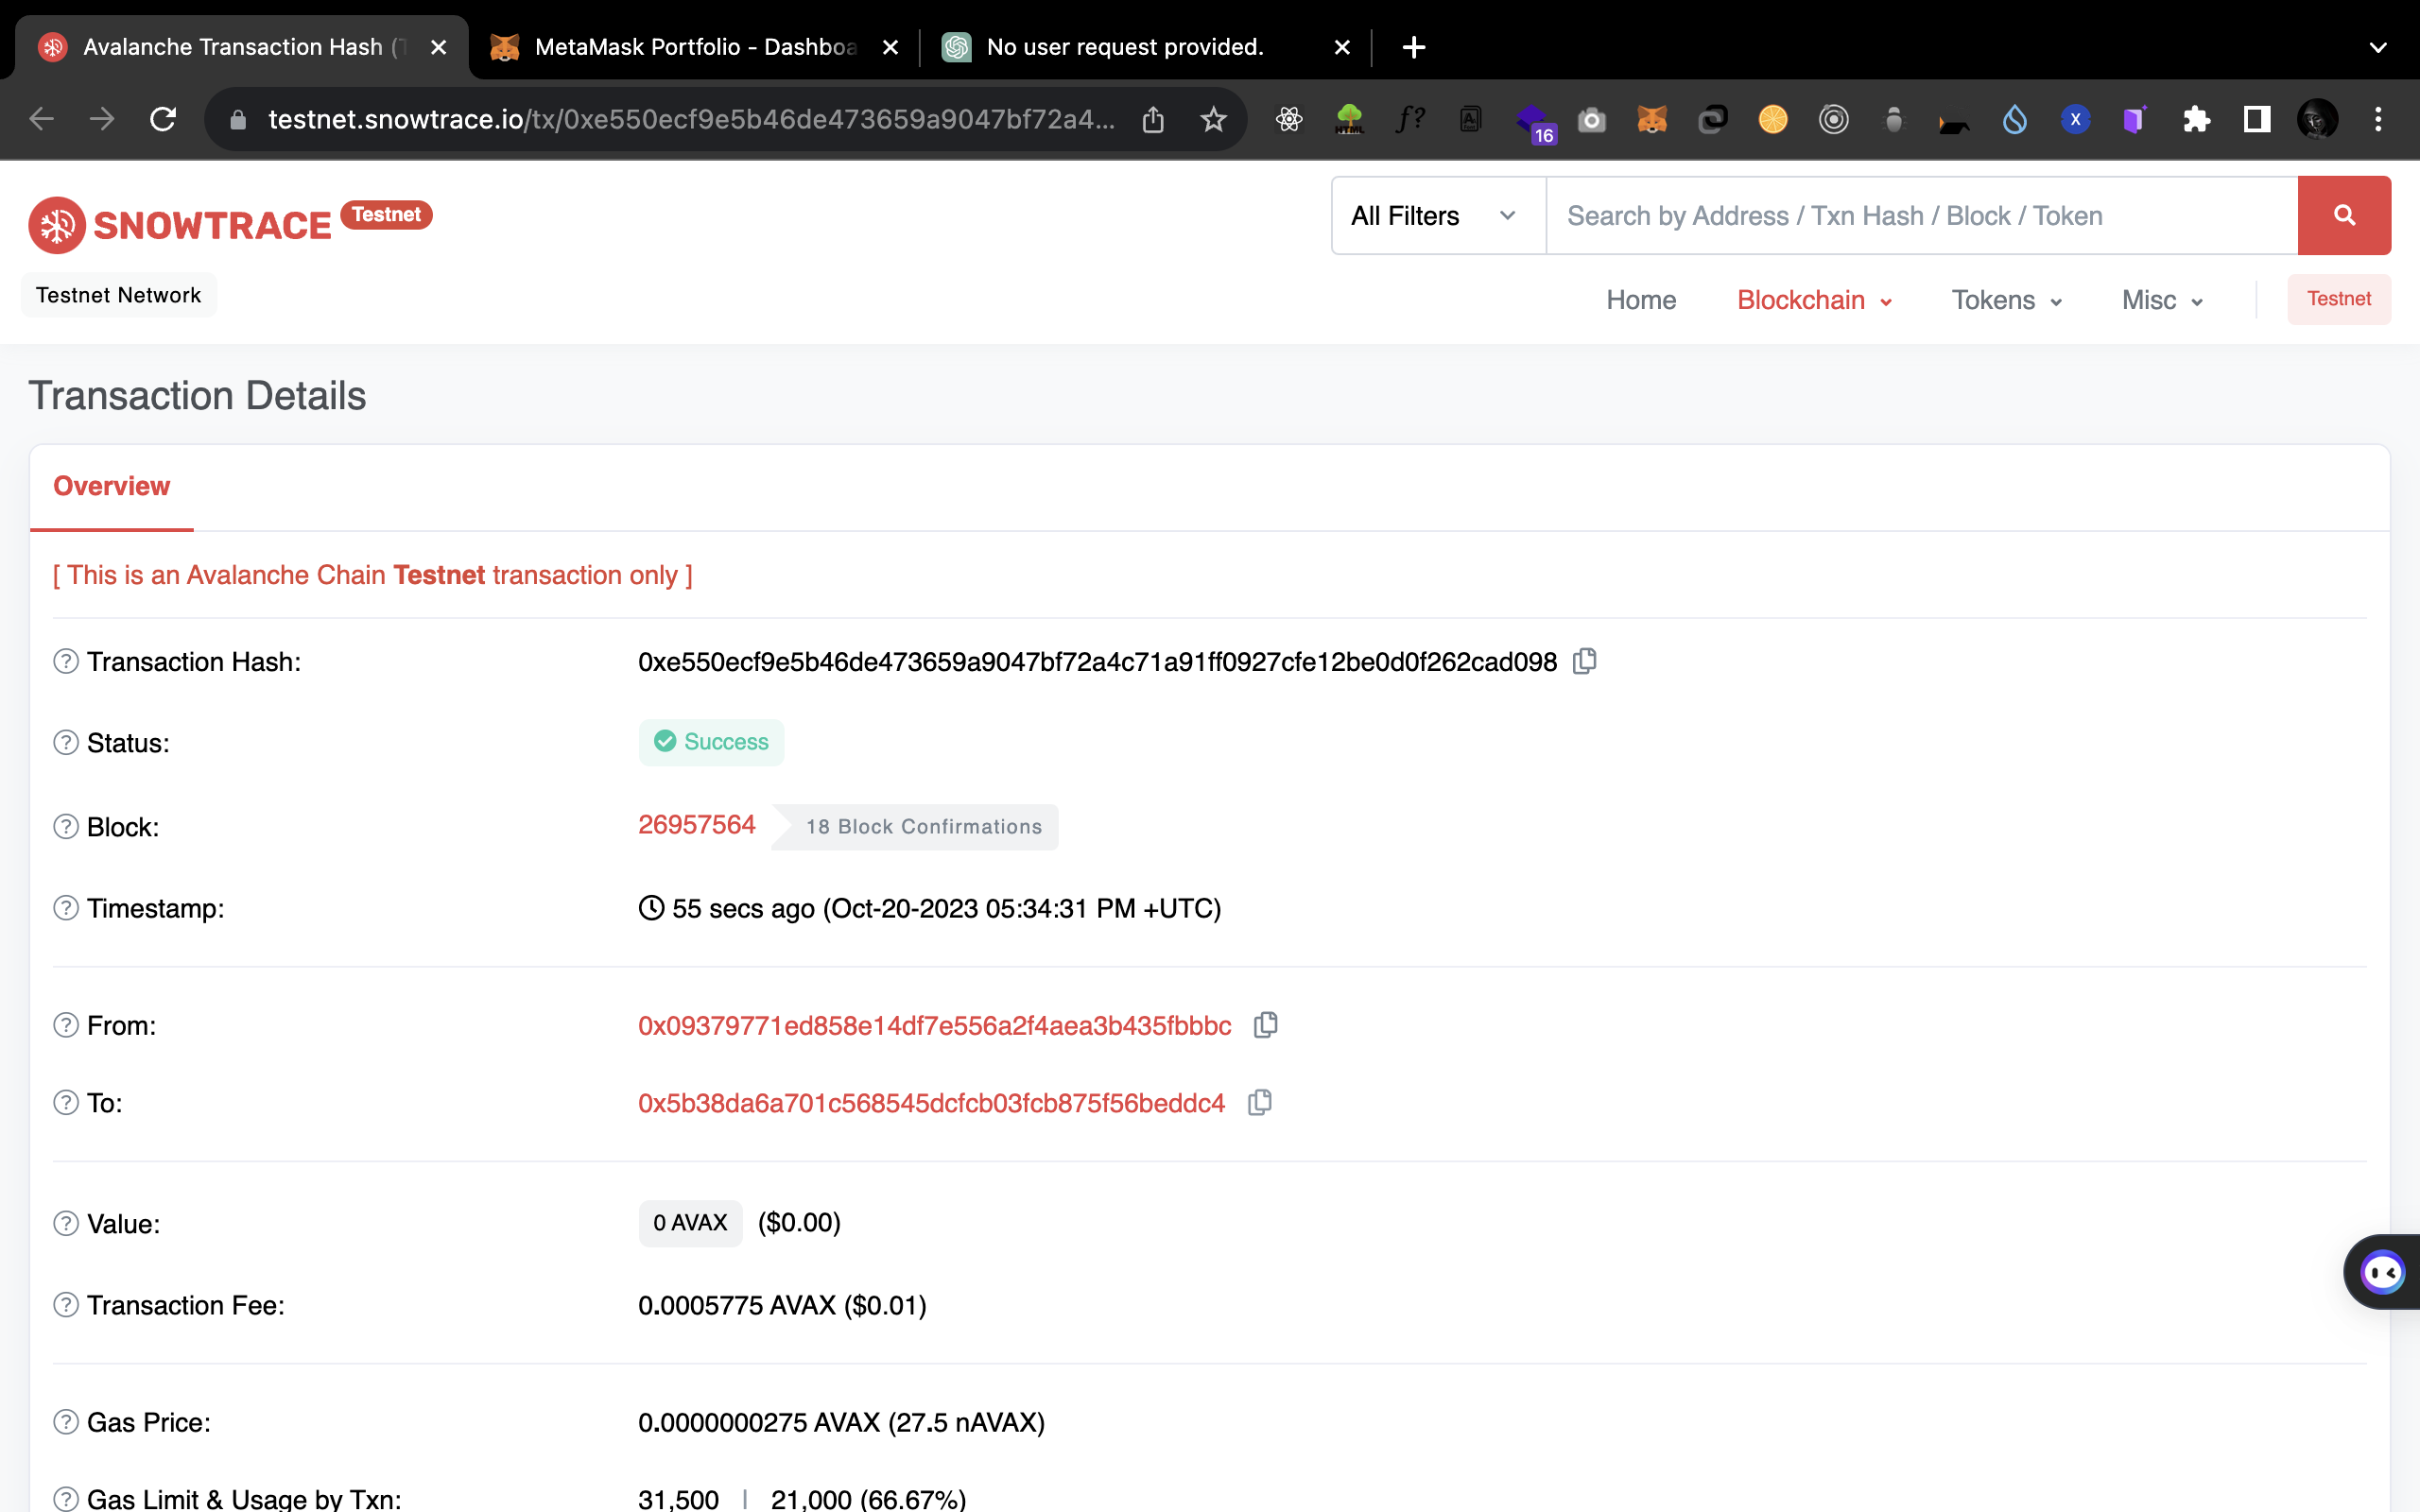 Avalanche Transaction Hash (T
MetaMask Portfolio - Dashboa
No user request provided.
testnet.snowtrace.io/tx/0xe550ecf9e5b46de473659a9047bf72a4...
HTML
f?
16
X
SNOWTRACE Testnet
All Filters
Search by Address / Txn Hash / Block / Token
Testnet Network
Home
Blockchain
Tokens
Misc
Testnet
Transaction Details
Overview
[ This is an Avalanche Chain Testnet transaction only ]
? Transaction Hash: 0xe550ecf9e5b46de473659a9047bf72a4c71a91ff0927cfe12be0d0f262cad098
? Status: Success
? Block: 26957564 18 Block Confirmations
? Timestamp: 55 secs ago (Oct-20-2023 05:34:31 PM +UTC)
? From: 0x09379771ed858e14df7e556a2f4aea3b435fbbbc
? To: 0x5b38da6a701c568545dcfcb03fcb875f56beddc4
? Value: 0 AVAX ($0.00)
? Transaction Fee: 0.0005775 AVAX ($0.01)
? Gas Price: 0.0000000275 AVAX (27.5 nAVAX)
? Gas Limit & Usage by Txn: 31,500 | 21,000 (66.67%)